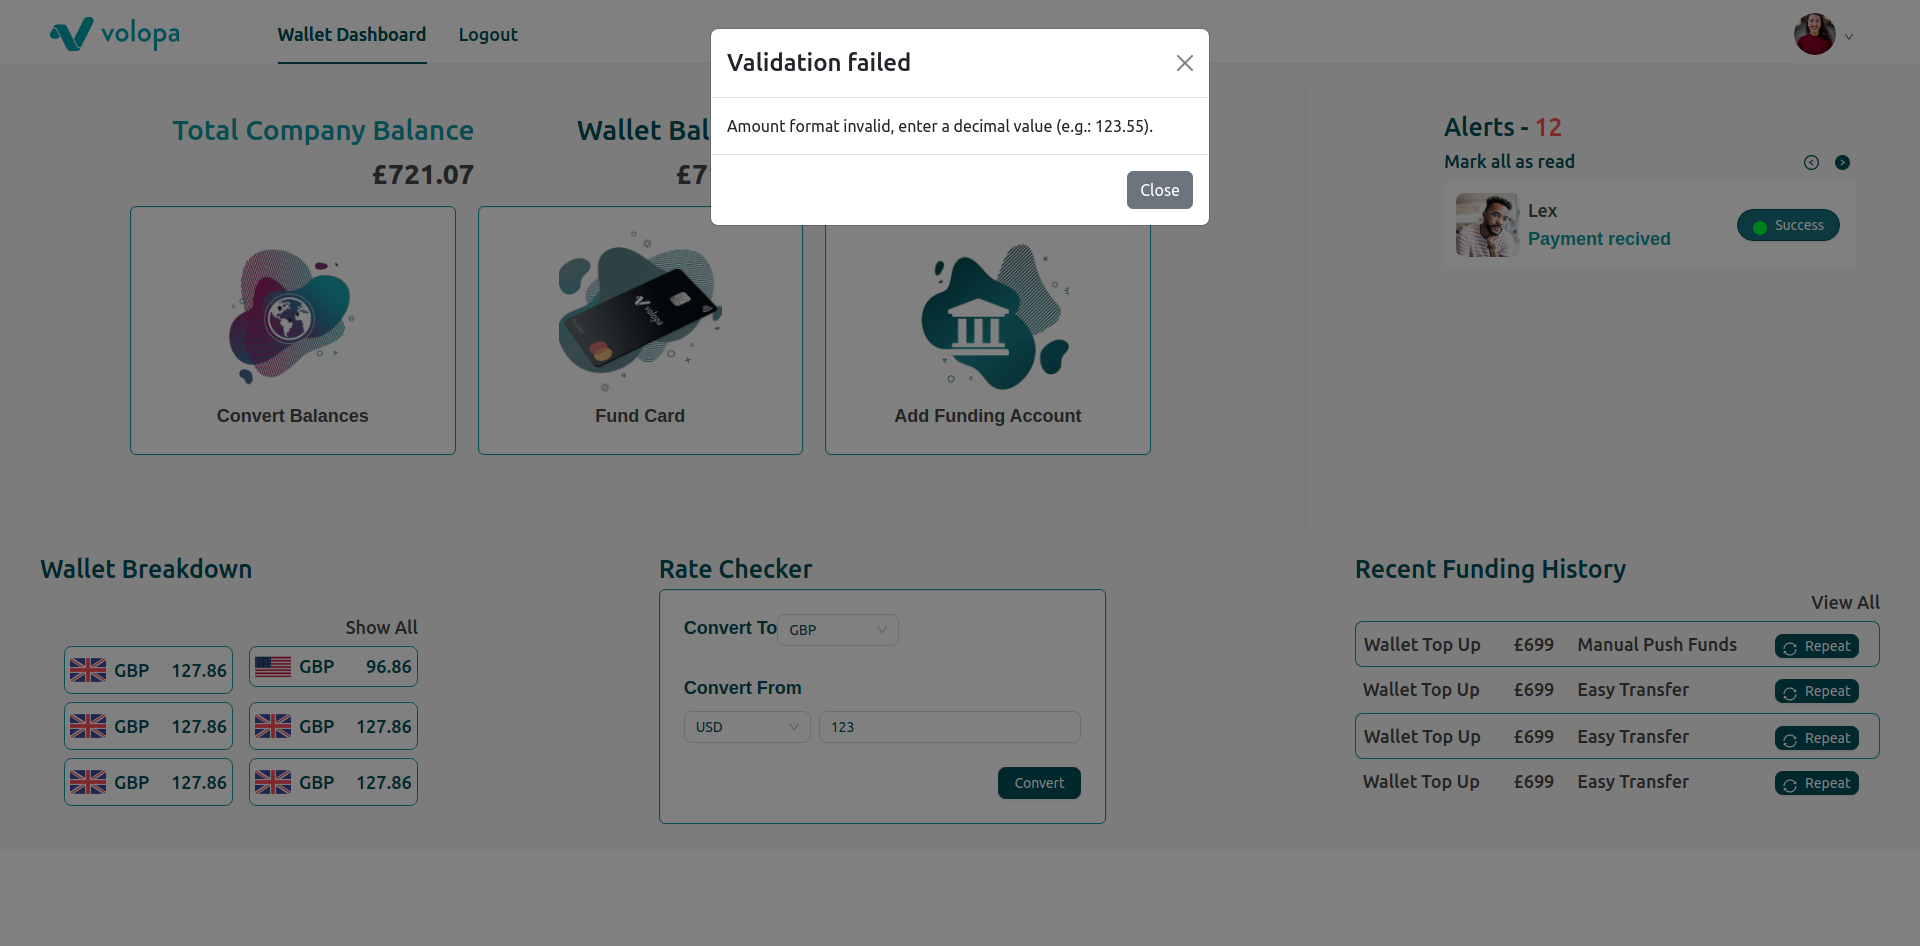 volopa
Wallet Dashboard
Logout
Validation failed
Amount format invalid, enter a decimal value (e.g.: 123.55).
Close
Total Company Balance
£721.07
Wallet Bal
£7
Convert Balances
volopa
Fund Card
Add Funding Account
Alerts - 12
Mark all as read
Lex
Payment recived
Success
Wallet Breakdown
Show All
GBP 127.86
GBP 96.86
GBP 127.86
GBP 127.86
GBP 127.86
GBP 127.86
Rate Checker
Convert To GBP
Convert From
USD 123
Convert
Recent Funding History
View All
Wallet Top Up £699 Manual Push Funds Repeat
Wallet Top Up £699 Easy Transfer Repeat
Wallet Top Up £699 Easy Transfer Repeat
Wallet Top Up £699 Easy Transfer Repeat